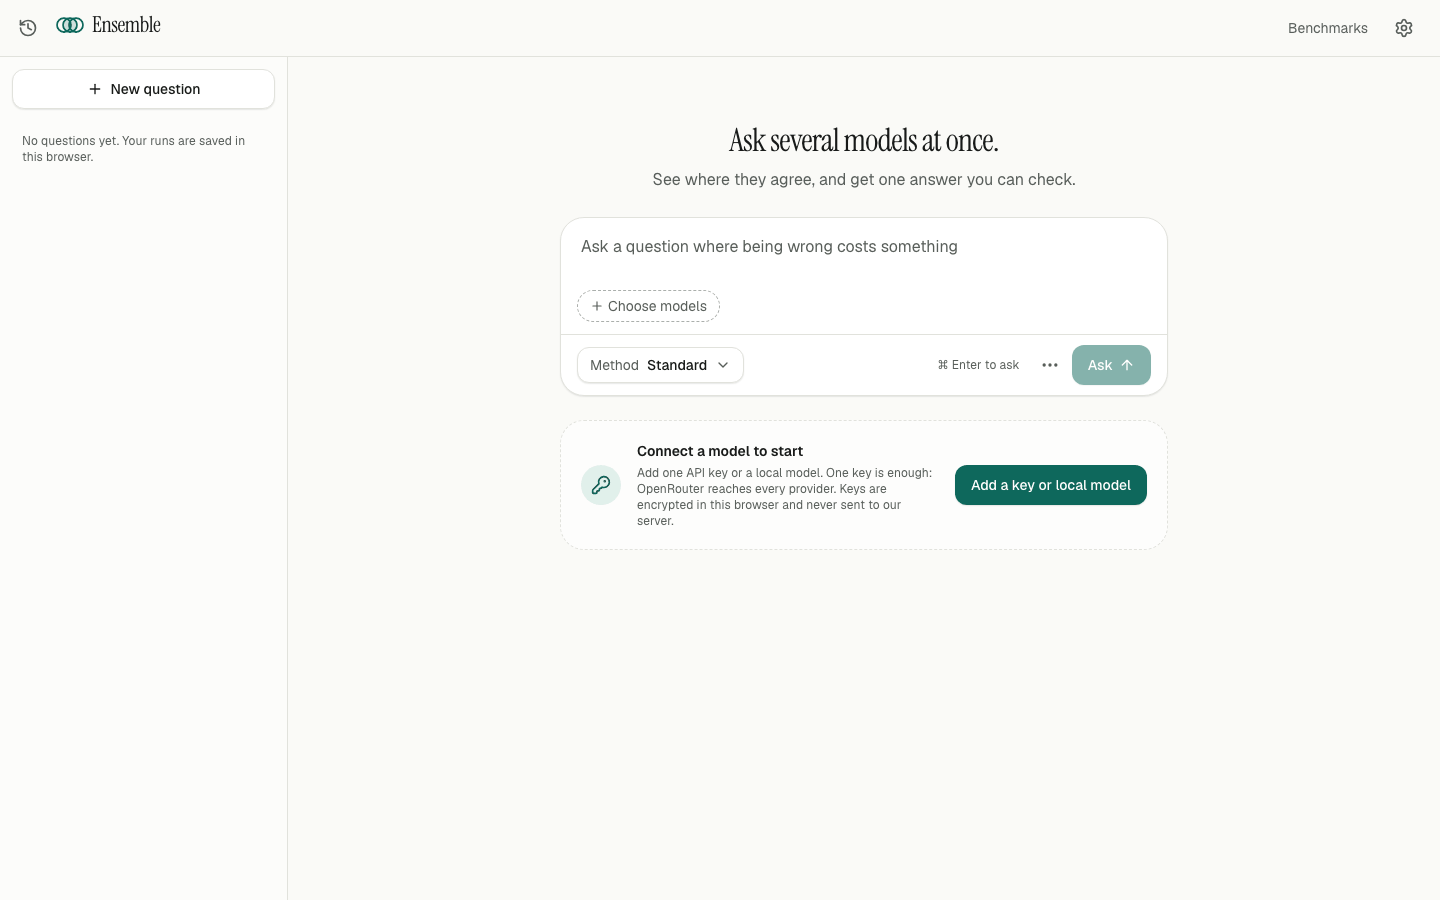 Ensemble
Benchmarks
New question
No questions yet. Your runs are saved in
this browser.
Ask several models at once.
See where they agree, and get one answer you can check.
Ask a question where being wrong costs something
+ Choose models
Method Standard
⌘ Enter to ask
Ask
Connect a model to start
Add one API key or a local model. One key is enough:
OpenRouter reaches every provider. Keys are
encrypted in this browser and never sent to our
server.
Add a key or local model